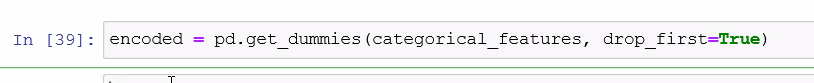 In [39]: encoded = pd.get_dummies(categorical_features, drop_first=True)